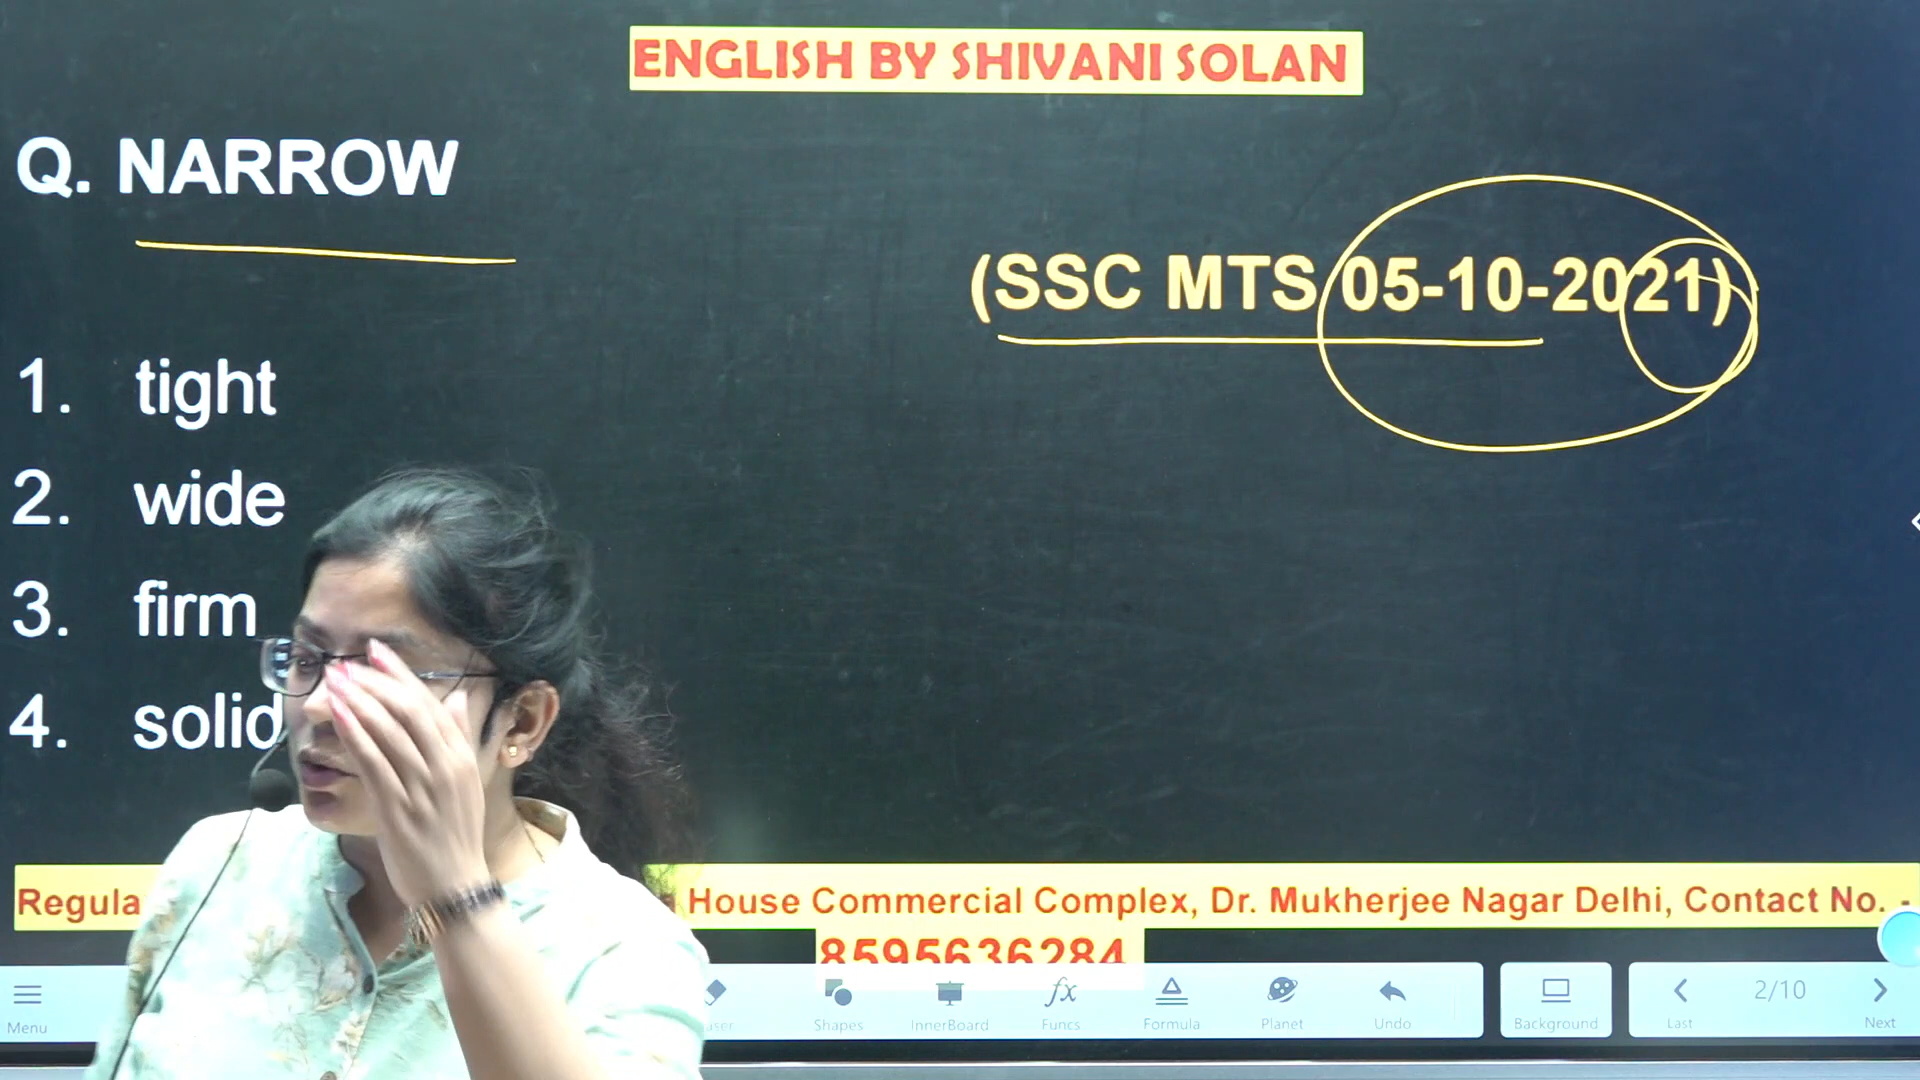 ENGLISH BY SHIVANI SOLAN
Q. NARROW
(SSC MTS 05-10-2021)
1. tight
2. wide
3. firm
4. solid
House Commercial Complex, Dr. Mukherjee Nagar Delhi, Contact No. -
8595636284
Menu
Shapes
InnerBoard
Funcs
Formula
Planet
Undo
Background
Last
2/10
Next